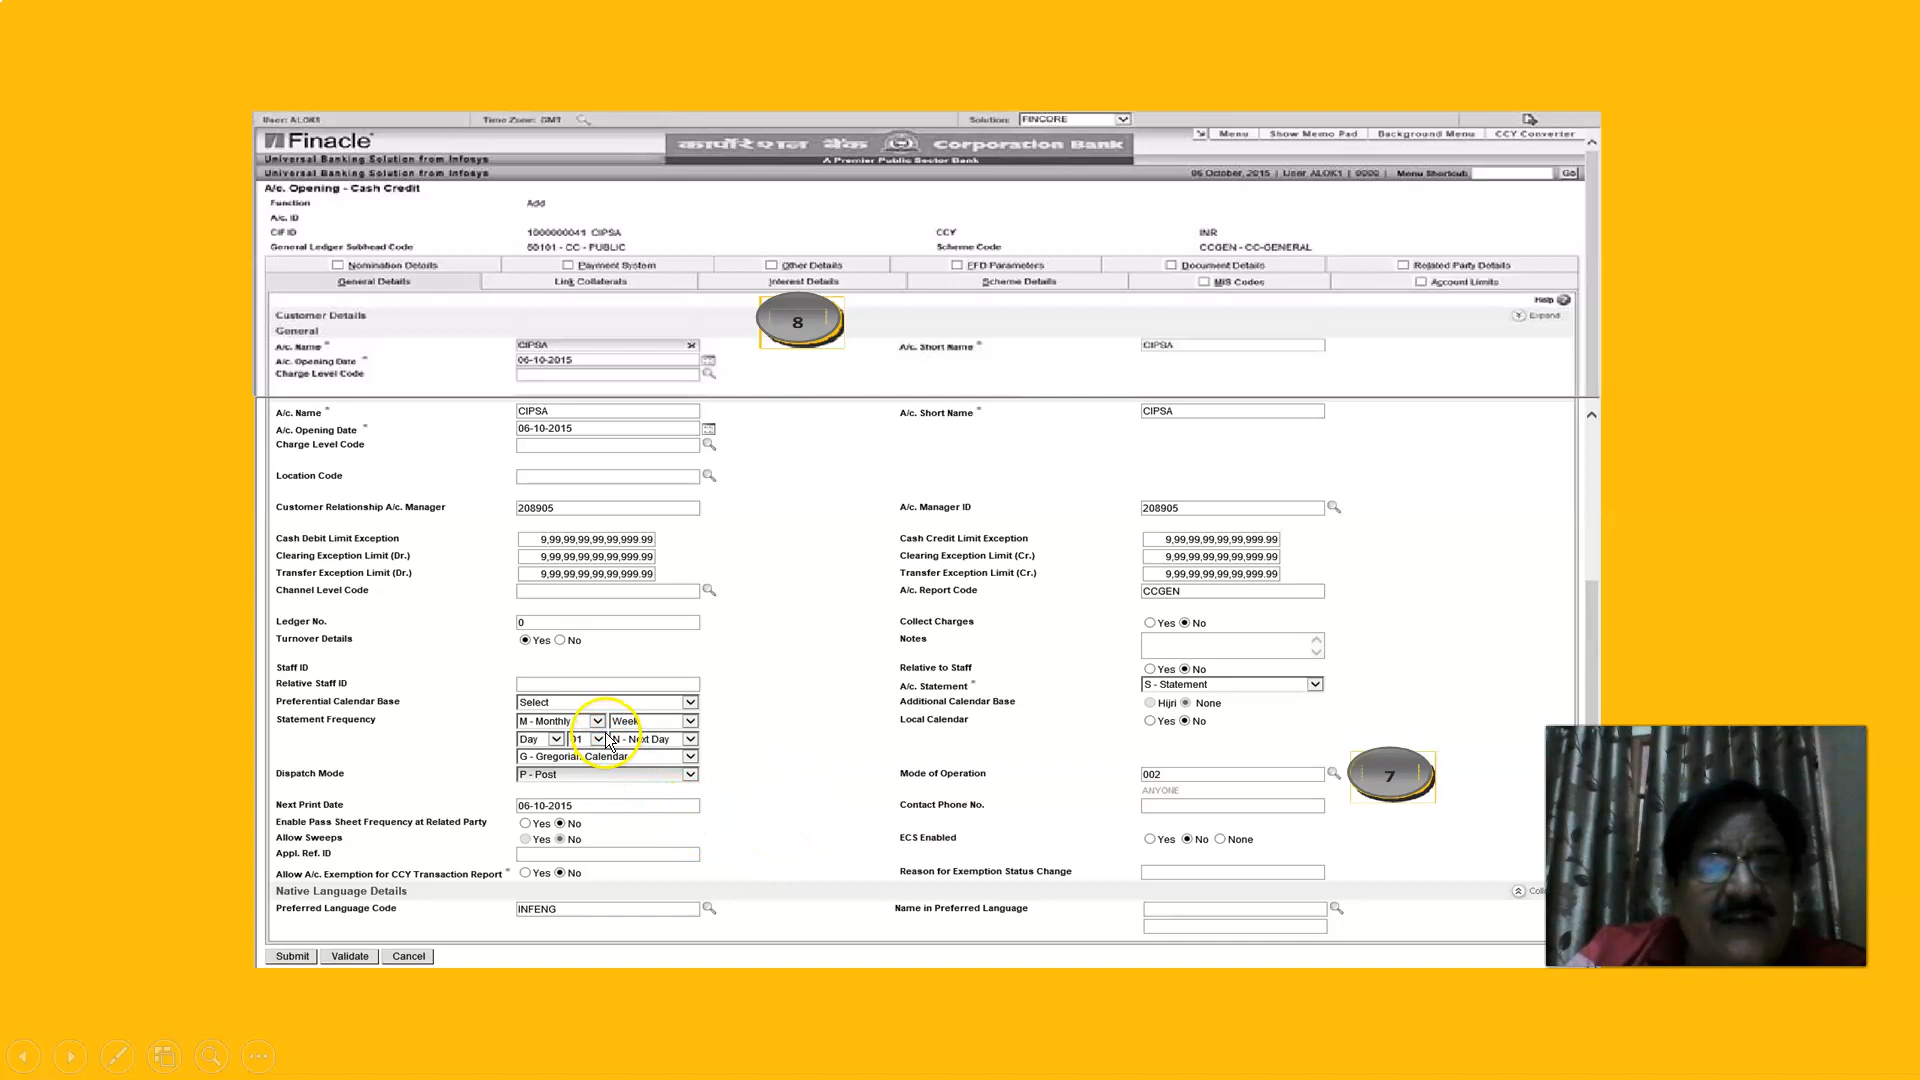 User: ALOK1 Time Zone: GMT Solution: FINCORE
Finacle
कार्पोरेशन बैंक Corporation Bank
A Premier Public Sector Bank
Menu Show Memo Pad Background Menu CCY Converter
Universal Banking Solution from Infosys
Universal Banking Solution from Infosys 06 October, 2015 | User ALOK1 | 0000 | Menu Shortcut: Go
A/c. Opening - Cash Credit
Function Add
A/c. ID
CIF ID 1000000041 CIPSA CCY INR
General Ledger Subhead Code 60101 - CC - PUBLIC Scheme Code CCGEN - CC-GENERAL
Nomination Details Payment System Other Details EFD Parameters Document Details Related Party Details
General Details Link Collaterals Interest Details Scheme Details MIS Codes Account Limits
Help
Customer Details Expand
8
General
A/c. Name * CIPSA A/c. Short Name * CIPSA
A/c. Opening Date * 06-10-2015
Charge Level Code
A/c. Name * CIPSA A/c. Short Name * CIPSA
A/c. Opening Date * 06-10-2015
Charge Level Code
Location Code
Customer Relationship A/c. Manager 208905 A/c. Manager ID 208905
Cash Debit Limit Exception 9,99,99,99,99,99,999.99 Cash Credit Limit Exception 9,99,99,99,99,99,999.99
Clearing Exception Limit (Dr.) 9,99,99,99,99,99,999.99 Clearing Exception Limit (Cr.) 9,99,99,99,99,99,999.99
Transfer Exception Limit (Dr.) 9,99,99,99,99,99,999.99 Transfer Exception Limit (Cr.) 9,99,99,99,99,99,999.99
Channel Level Code A/c. Report Code CCGEN
Ledger No. 0 Collect Charges Yes No
Turnover Details Yes No Notes
Staff ID Relative to Staff Yes No
Relative Staff ID A/c. Statement * S - Statement
Preferential Calendar Base Select Additional Calendar Base Hijri None
Statement Frequency M - Monthly Week Local Calendar Yes No
Day 01 N - Next Day
G - Gregorian Calendar
Dispatch Mode P - Post Mode of Operation 002 7
ANYONE
Next Print Date 06-10-2015 Contact Phone No.
Enable Pass Sheet Frequency at Related Party Yes No
Allow Sweeps Yes No ECS Enabled Yes No None
Appl. Ref. ID
Allow A/c. Exemption for CCY Transaction Report * Yes No Reason for Exemption Status Change
Native Language Details
Preferred Language Code INFENG Name in Preferred Language
Submit Validate Cancel